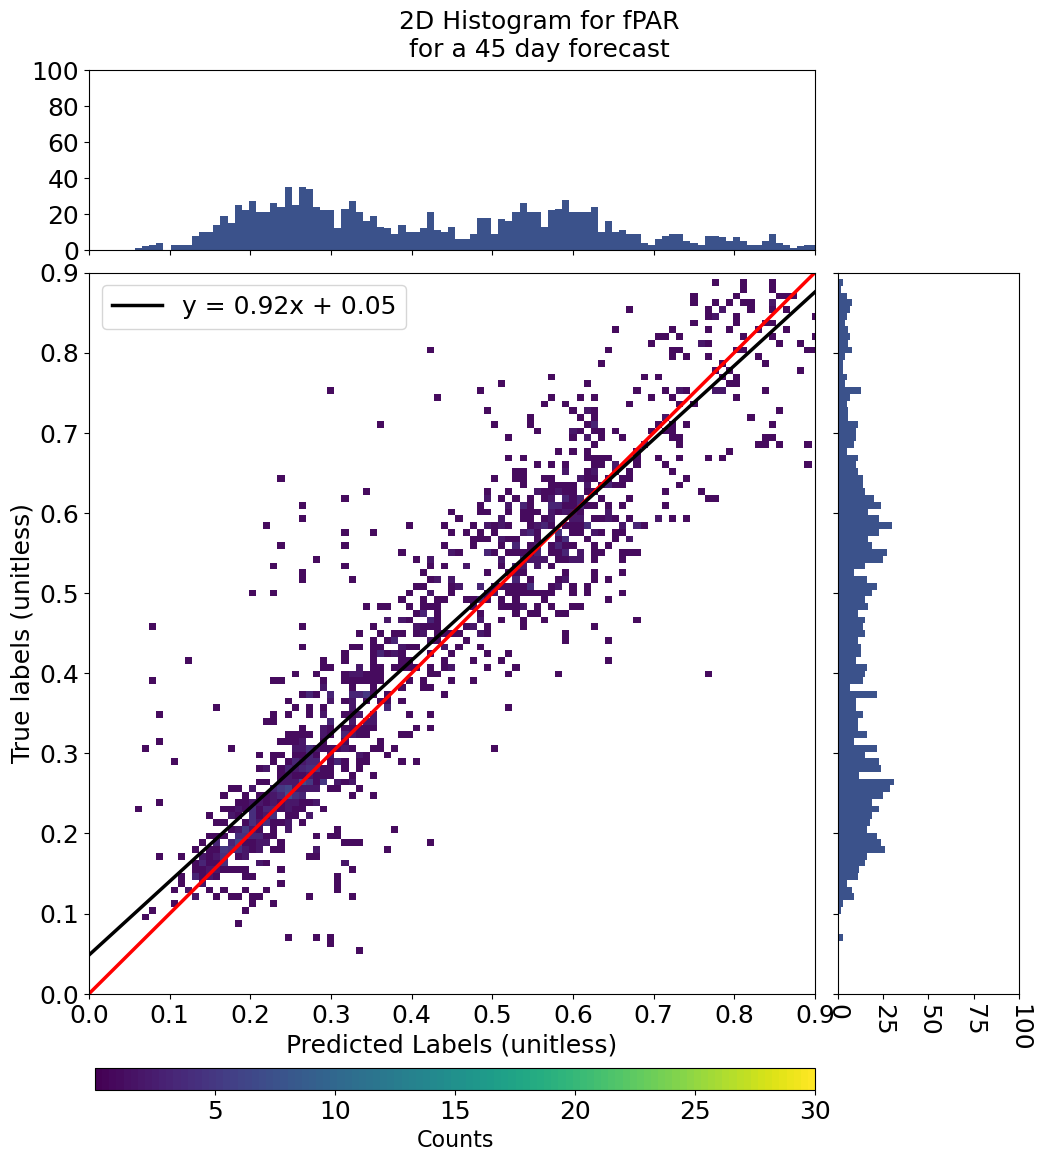 2D Histogram for fPAR
for a 45 day forecast
100
80
60
40
20
0
0.9
0.8
0.7
0.6
0.5
0.4
0.3
0.2
0.1
0.0
True labels (unitless)
y = 0.92x + 0.05
0.0 0.1 0.2 0.3 0.4 0.5 0.6 0.7 0.8 0.9
Predicted Labels (unitless)
0 25 50 75 100
5 10 15 20 25 30
Counts